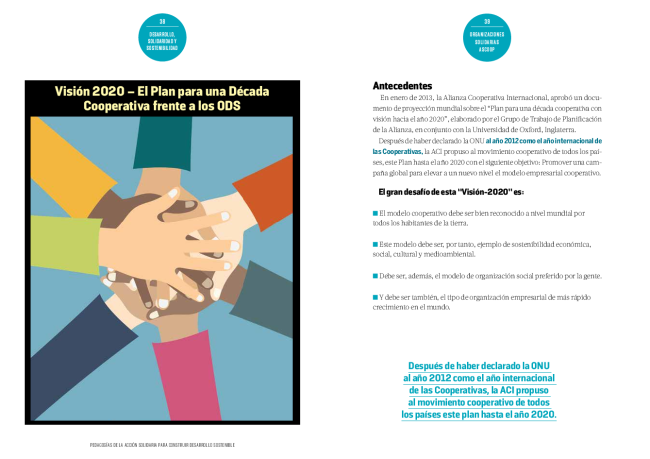 38
DESARROLLO,
SOLIDARIDAD Y
SOSTENIBILIDAD
Visión 2020 – El Plan para una Década
Cooperativa frente a los ODS
PEDAGOGÍAS DE LA ACCIÓN SOLIDARIA PARA CONSTRUIR DESARROLLO SOSTENIBLE
39
ORGANIZACIONES
SOLIDARIAS
ASCOOP
Antecedentes
En enero de 2013, la Alianza Cooperativa Internacional, aprobó un docu-
mento de proyección mundial sobre el “Plan para una década cooperativa con
visión hacia el año 2020”, elaborado por el Grupo de Trabajo de Planificación
de la Alianza, en conjunto con la Universidad de Oxford, Inglaterra.
Después de haber declarado la ONU al año 2012 como el año internacional de
las Cooperativas, la ACI propuso al movimiento cooperativo de todos los paí-
ses, este Plan hasta el año 2020 con el siguiente objetivo: Promover una cam-
paña global para elevar a un nuevo nivel el modelo empresarial cooperativo.
El gran desafío de esta “Visión-2020” es:
■ El modelo cooperativo debe ser bien reconocido a nivel mundial por
todos los habitantes de la tierra.
■ Este modelo debe ser, por tanto, ejemplo de sostenibilidad económica,
social, cultural y medioambiental.
■ Debe ser, además, el modelo de organización social preferido por la gente.
■ Y debe ser también, el tipo de organización empresarial de más rápido
crecimiento en el mundo.
Después de haber declarado la ONU
al año 2012 como el año internacional
de las Cooperativas, la ACI propuso
al movimiento cooperativo de todos
los países este plan hasta el año 2020.